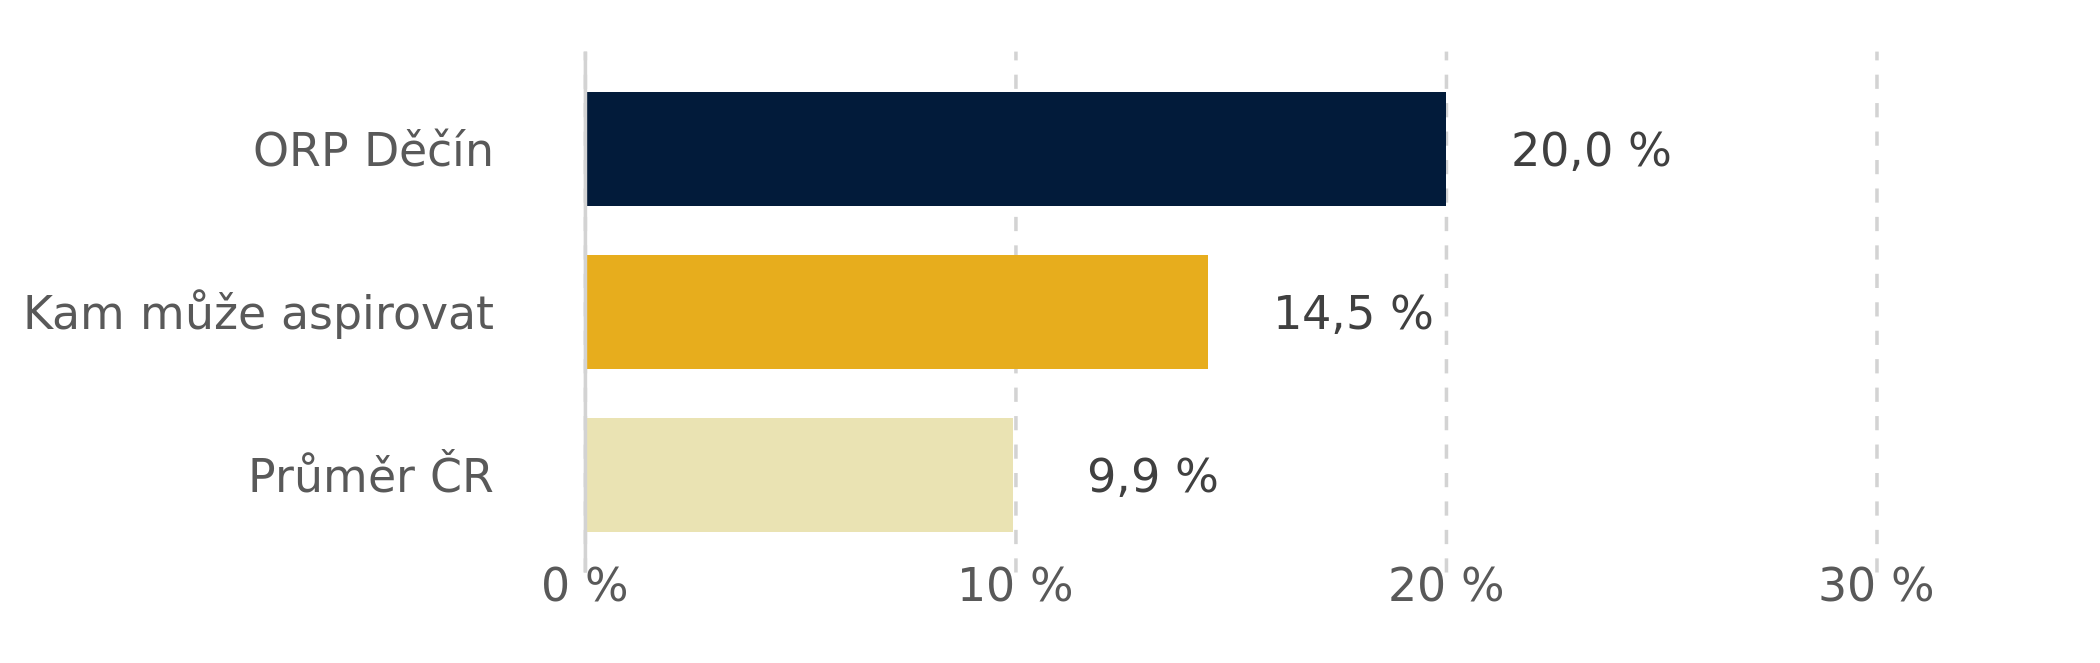 ORP Děčín
20,0 %
Kam může aspirovat
14,5 %
Průměr ČR
9,9 %
0 %
10 %
20 %
30 %